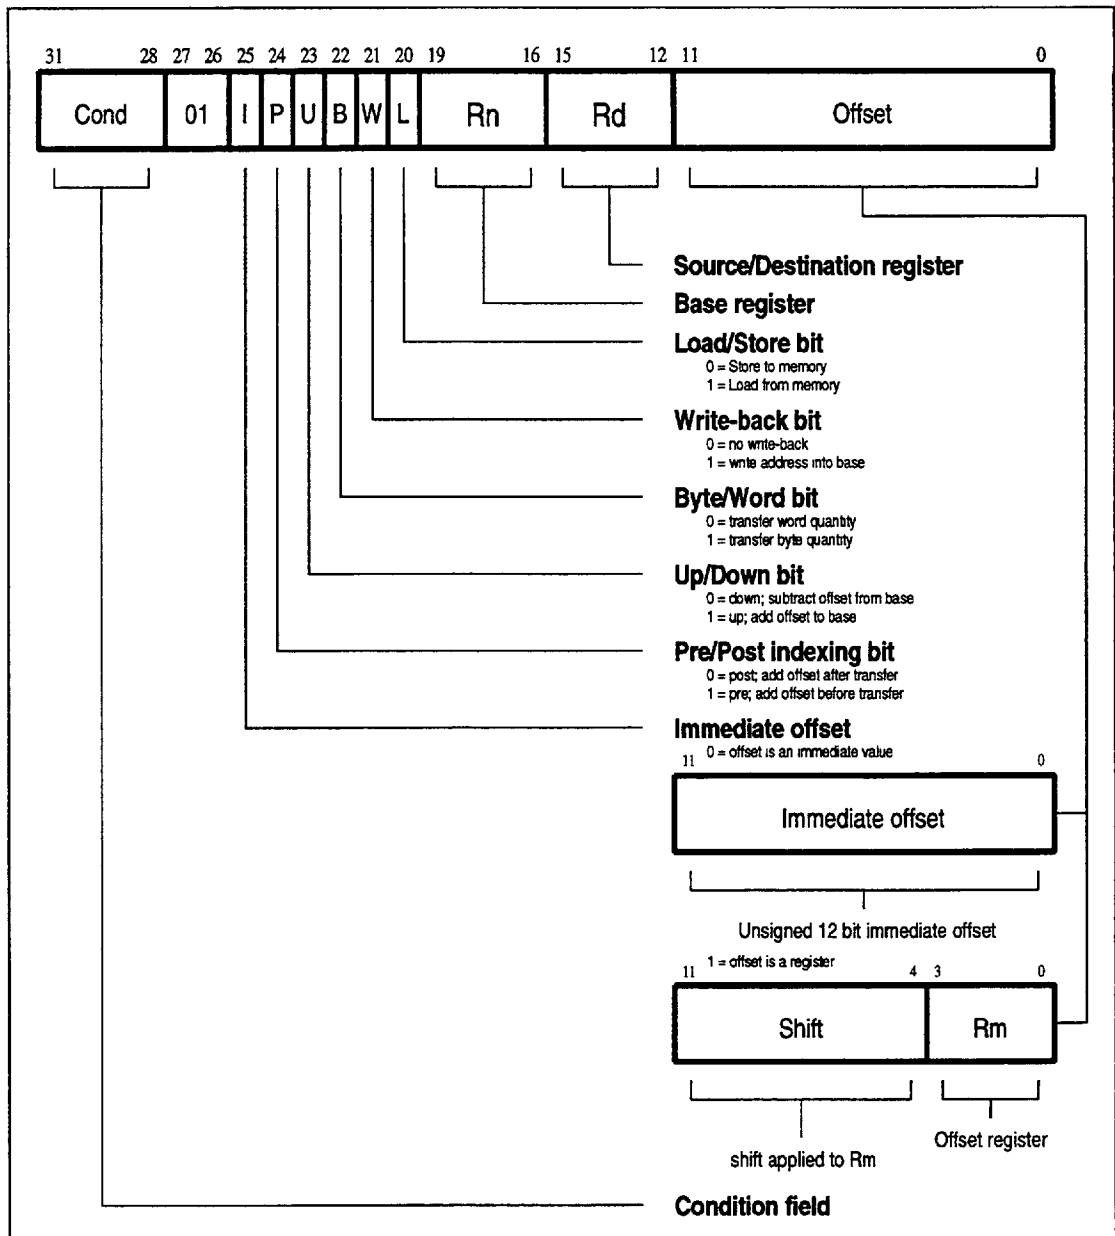 31 28 27 26 25 24 23 22 21 20 19 16 15 12 11 0
Cond 01 I P U B W L Rn Rd Offset
Source/Destination register
Base register
Load/Store bit
0 = Store to memory
1 = Load from memory
Write-back bit
0 = no write-back
1 = write address into base
Byte/Word bit
0 = transfer word quantity
1 = transfer byte quantity
Up/Down bit
0 = down; subtract offset from base
1 = up; add offset to base
Pre/Post indexing bit
0 = post; add offset after transfer
1 = pre; add offset before transfer
Immediate offset
0 = offset is an immediate value
11 0
Immediate offset
Unsigned 12 bit immediate offset
1 = offset is a register
11 4 3 0
Shift Rm
Offset register
shift applied to Rm
Condition field